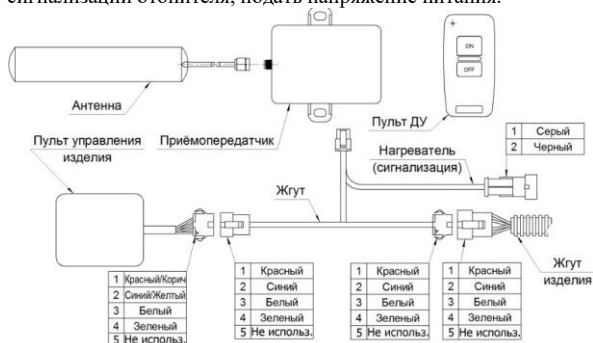 сигнализации отопителя, подать напряжение питания.
ON
OFF
Антенна
Приёмопередатчик
Пульт ДУ
Пульт управления
изделия
Нагреватель
(сигнализация)
1 Серый
2 Черный
Жгут
Жгут
изделия
1 Красный/Корич
2 Синий/Желтый
3 Белый
4 Зеленый
5 Не использ.
1 Красный
2 Синий
3 Белый
4 Зеленый
5 Не использ.
1 Красный
2 Синий
3 Белый
4 Зеленый
5 Не использ.
1 Красный
2 Синий
3 Белый
4 Зеленый
5 Не использ.